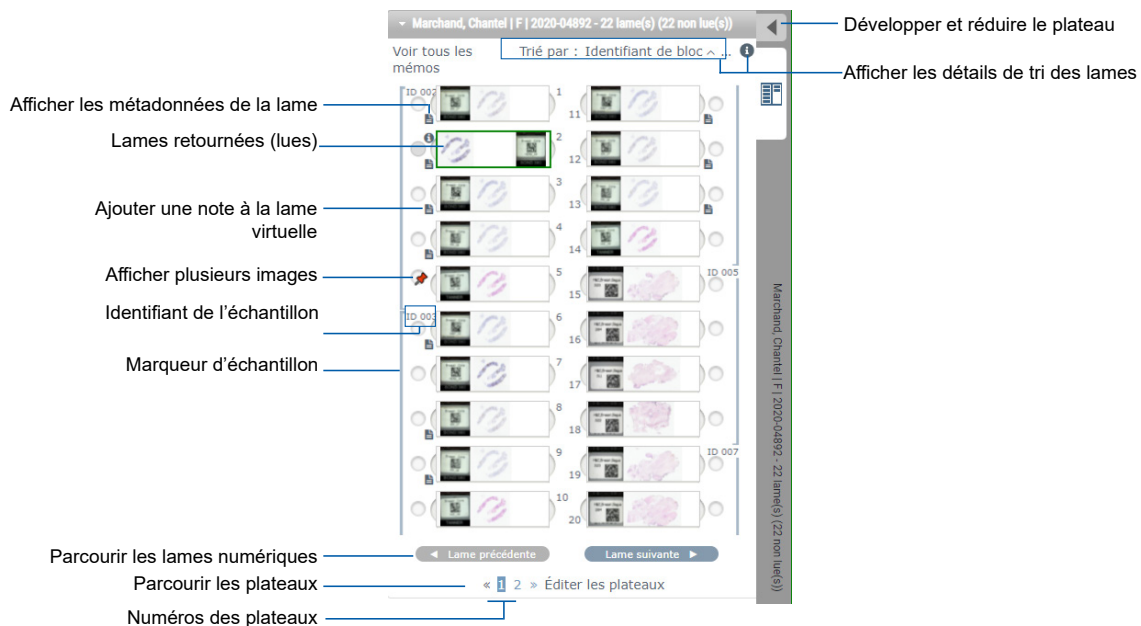 Marchand, Chantel | F | 2020-04892 - 22 lame(s) (22 non lue(s))
Développer et réduire le plateau
Voir tous les
mémos
Trié par : Identifiant de bloc ...
Afficher les détails de tri des lames
Afficher les métadonnées de la lame
Lames retournées (lues)
Ajouter une note à la lame
virtuelle
Afficher plusieurs images
Identifiant de l'échantillon
Marqueur d'échantillon
ID 002
1
11
2
12
3
13
4
14
5
ID 005
15
ID 003
6
16
7
17
8
18
9
ID 007
19
10
20
Marchand, Chantel | F | 2020-04892 - 22 lame(s) (22 non lue(s))
Parcourir les lames numériques
◄ Lame précédente
Lame suivante ►
Parcourir les plateaux
« 1 2 » Éditer les plateaux
Numéros des plateaux